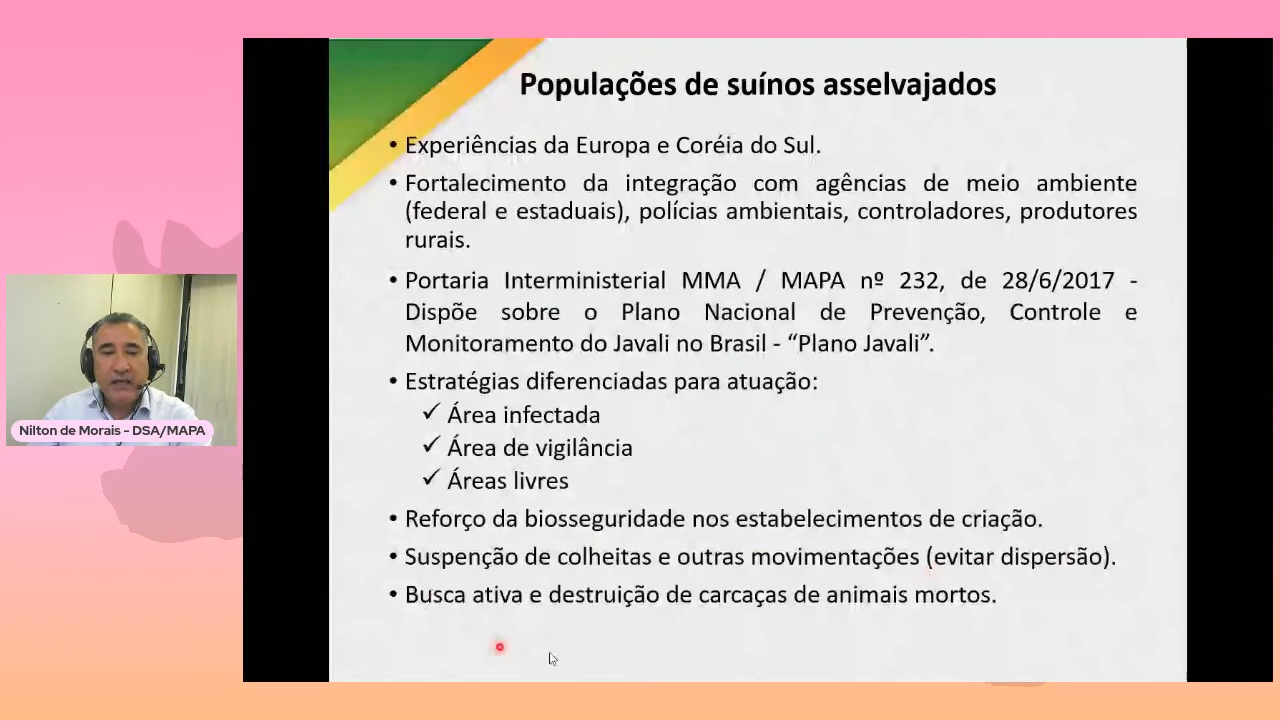 Populações de suínos asselvajados
• Experiências da Europa e Coréia do Sul.
• Fortalecimento da integração com agências de meio ambiente
(federal e estaduais), polícias ambientais, controladores, produtores
rurais.
• Portaria Interministerial MMA / MAPA nº 232, de 28/6/2017 -
Dispõe sobre o Plano Nacional de Prevenção, Controle e
Monitoramento do Javali no Brasil - “Plano Javali”.
• Estratégias diferenciadas para atuação:
✓ Área infectada
✓ Área de vigilância
✓ Áreas livres
• Reforço da biosseguridade nos estabelecimentos de criação.
• Suspenção de colheitas e outras movimentações (evitar dispersão).
• Busca ativa e destruição de carcaças de animais mortos.
Nilton de Morais - DSA/MAPA